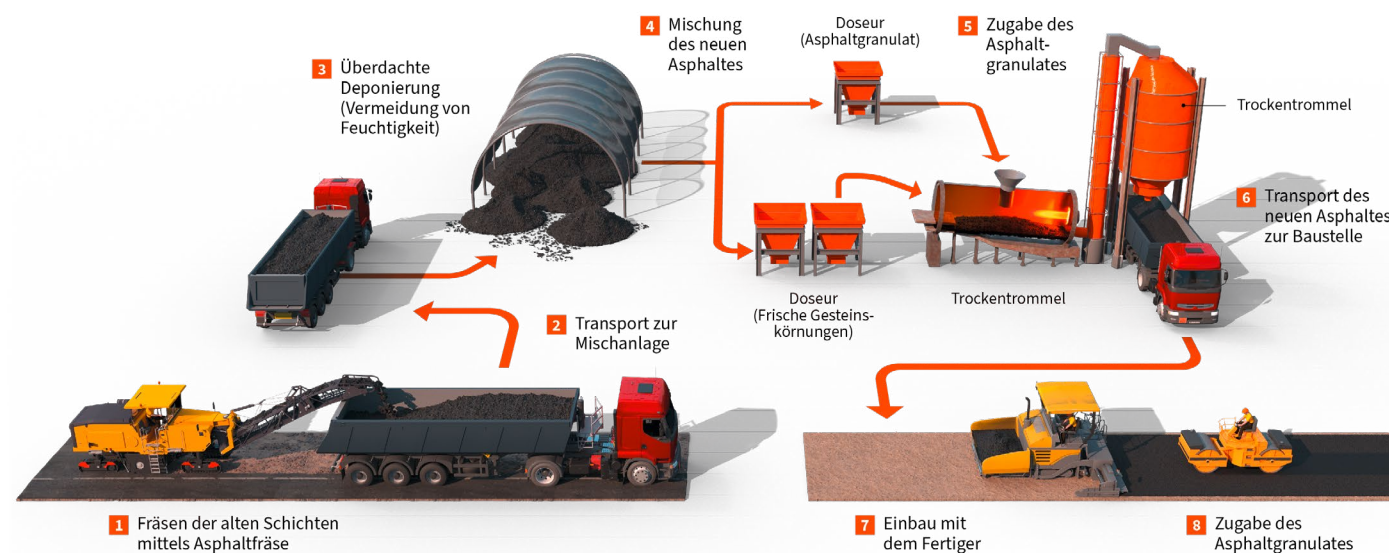 4 Mischung
des neuen
Asphaltes
Doseur
(Asphaltgranulat)
5 Zugabe des
Asphalt-
granulates
3 Überdachte
Deponierung
(Vermeidung von
Feuchtigkeit)
Trockentrommel
6 Transport des
neuen Asphaltes
zur Baustelle
Doseur
(Frische Gesteins-
körnungen)
Trockentrommel
2 Transport zur
Mischanlage
1 Fräsen der alten Schichten
mittels Asphaltfräse
7 Einbau mit
dem Fertiger
8 Zugabe des
Asphaltgranulates